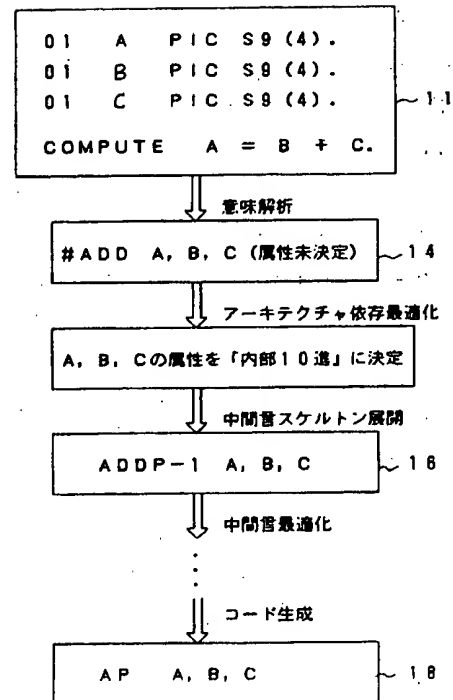 01 A PIC S9(4).
01 B PIC S9(4).
01 C PIC S9(4).
COMPUTE A = B + C.
11
意味解析
#ADD A, B, C (属性未決定)
14
アーキテクチャ依存最適化
A, B, Cの属性を「内部10進」に決定
中間言スケルトン展開
ADDP-1 A, B, C
16
中間言最適化
コード生成
AP A, B, C
18